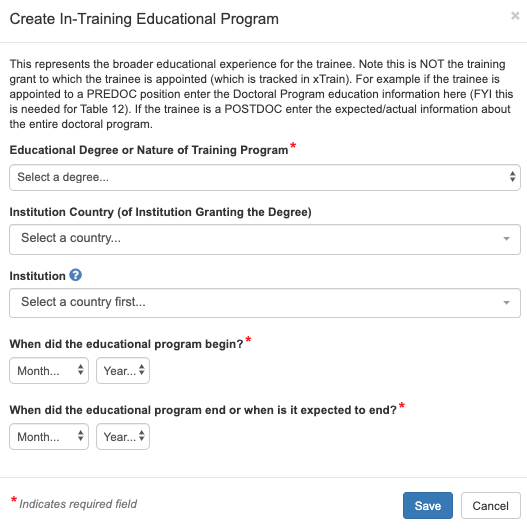 Create In-Training Educational Program
×
This represents the broader educational experience for the trainee. Note this is NOT the training
grant to which the trainee is appointed (which is tracked in xTrain). For example if the trainee is
appointed to a PREDOC position enter the Doctoral Program education information here (FYI this
is needed for Table 12). If the trainee is a POSTDOC enter the expected/actual information about
the entire doctoral program.
Educational Degree or Nature of Training Program*
Select a degree...
Institution Country (of Institution Granting the Degree)
Select a country...
Institution ?
Select a country first...
When did the educational program begin?*
Month... Year...
When did the educational program end or when is it expected to end?*
Month... Year...
* Indicates required field
Save Cancel